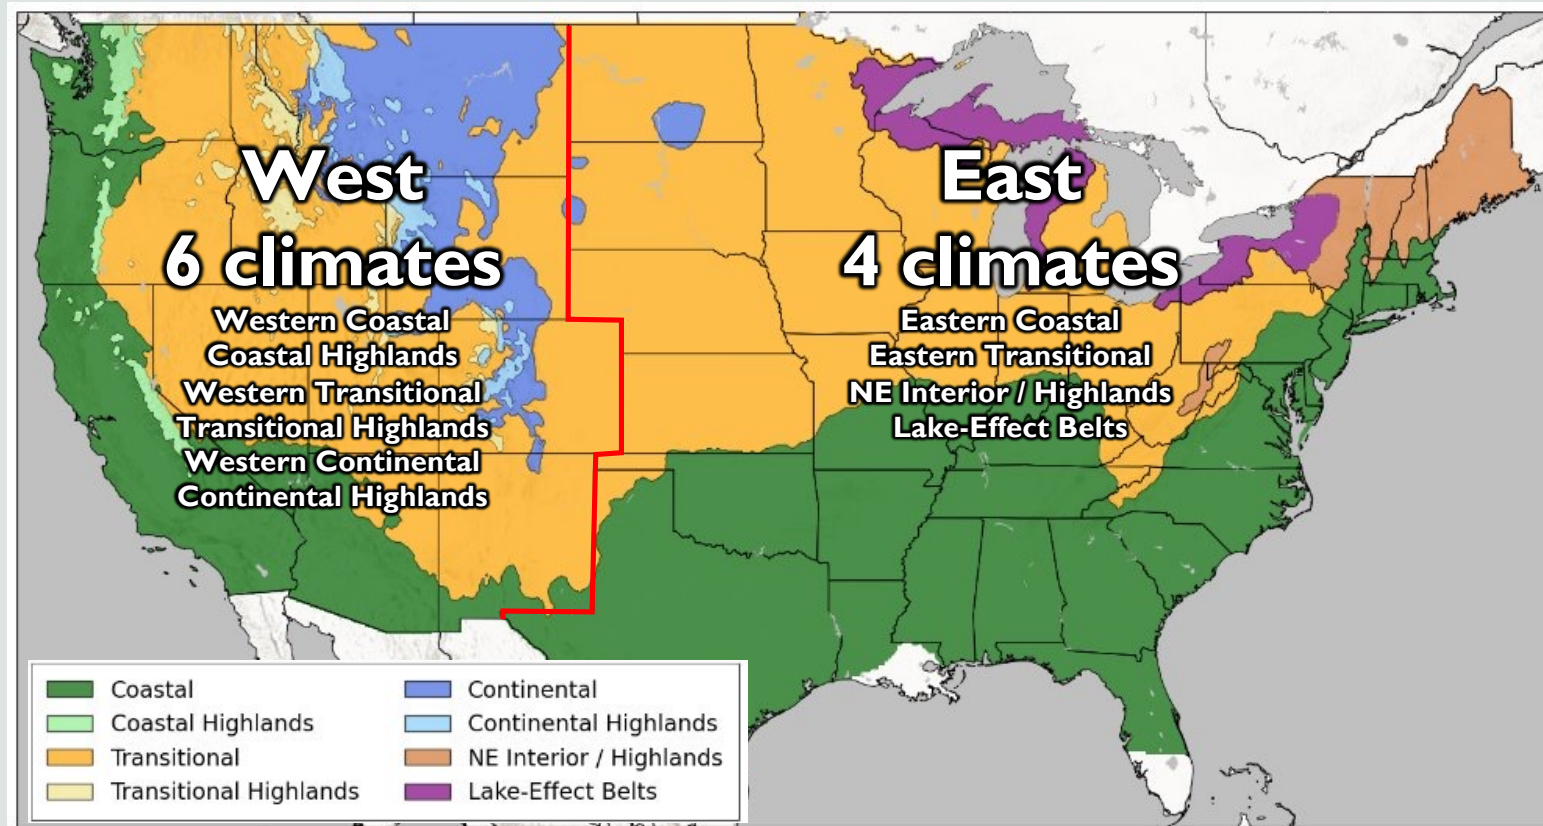 West
6 climates
Western Coastal
Coastal Highlands
Western Transitional
Transitional Highlands
Western Continental
Continental Highlands
East
4 climates
Eastern Coastal
Eastern Transitional
NE Interior / Highlands
Lake-Effect Belts
Coastal
Coastal Highlands
Transitional
Transitional Highlands
Continental
Continental Highlands
NE Interior / Highlands
Lake-Effect Belts